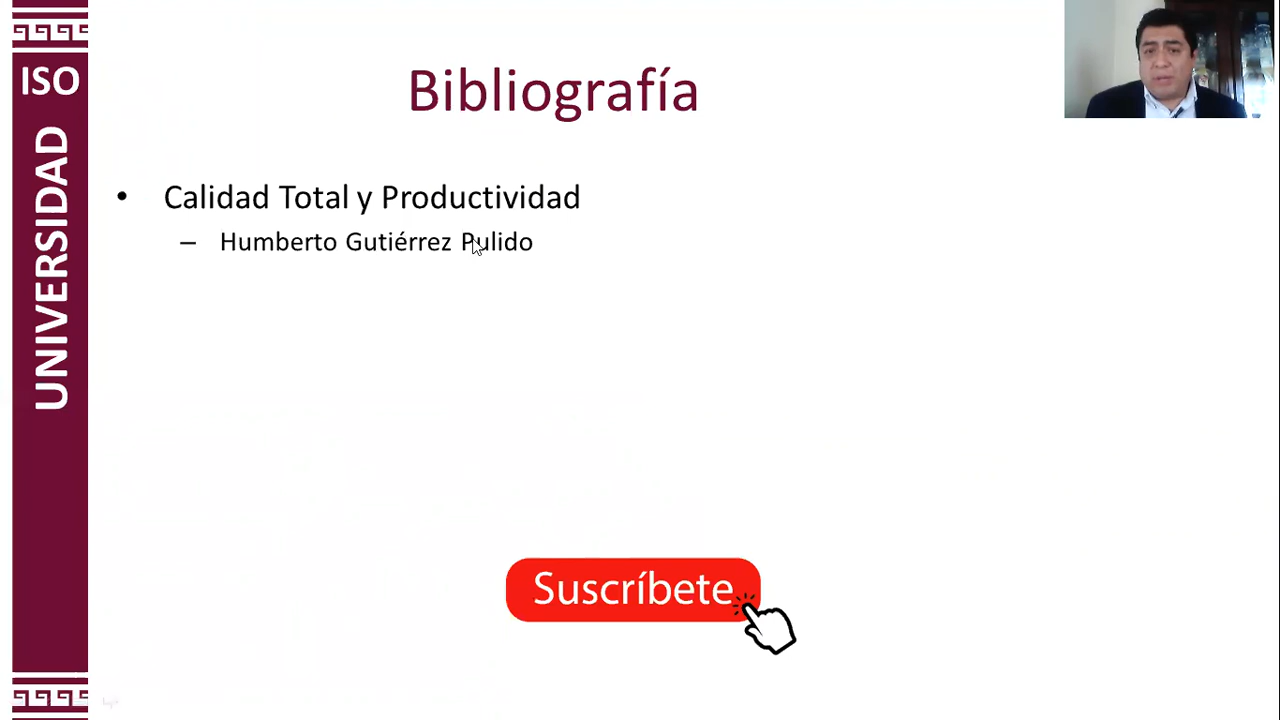 ISO
UNIVERSIDAD
Bibliografía
• Calidad Total y Productividad
– Humberto Gutiérrez Pulido
Suscríbete